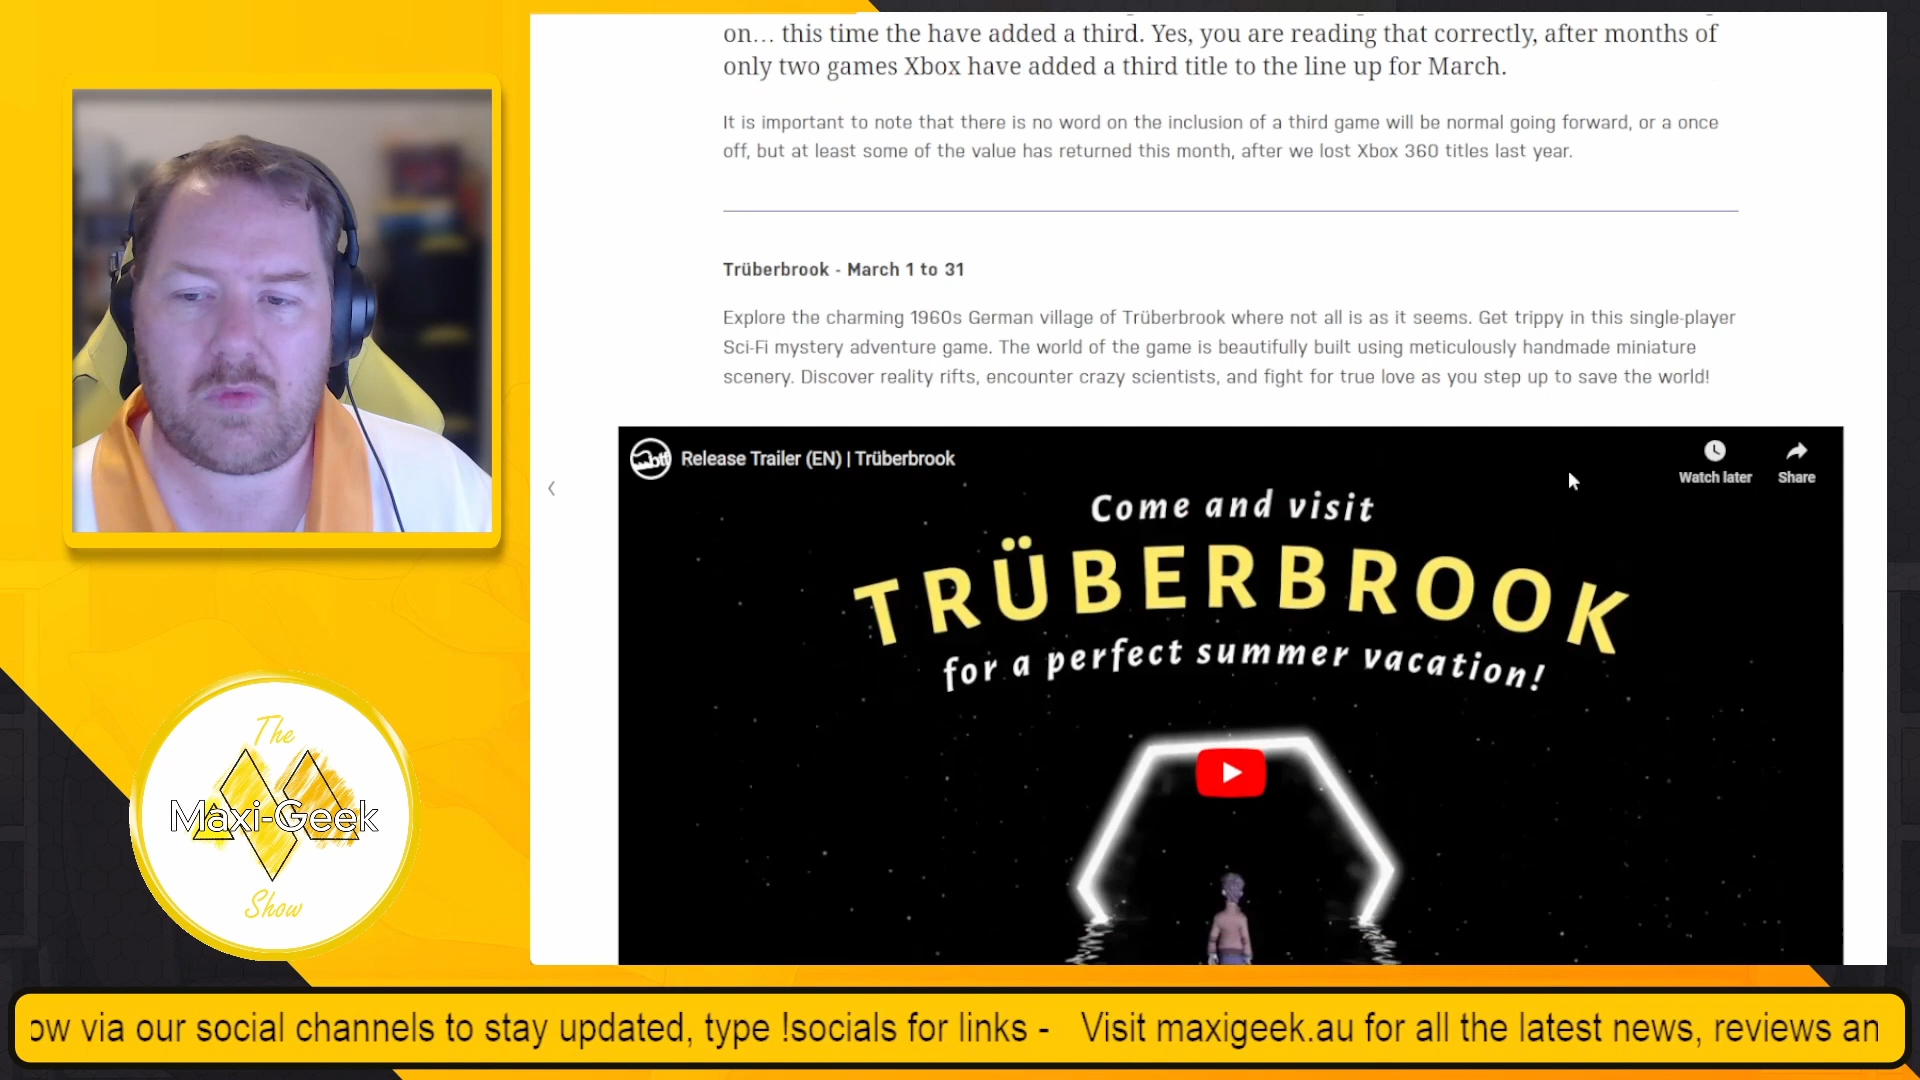 on... this time the have added a third. Yes, you are reading that correctly, after months of
only two games Xbox have added a third title to the line up for March.
It is important to note that there is no word on the inclusion of a third game will be normal going forward, or a once
off, but at least some of the value has returned this month, after we lost Xbox 360 titles last year.
Trüberbrook - March 1 to 31
Explore the charming 1960s German village of Trüberbrook where not all is as it seems. Get trippy in this single-player
Sci-Fi mystery adventure game. The world of the game is beautifully built using meticulously handmade miniature
scenery. Discover reality rifts, encounter crazy scientists, and fight for true love as you step up to save the world!
Release Trailer (EN) | Trüberbrook
Watch later
Share
Come and visit
TRÜBERBROOK
for a perfect summer vacation!
The
Maxi-Geek
Show
ow via our social channels to stay updated, type !socials for links - Visit maxigeek.au for all the latest news, reviews an